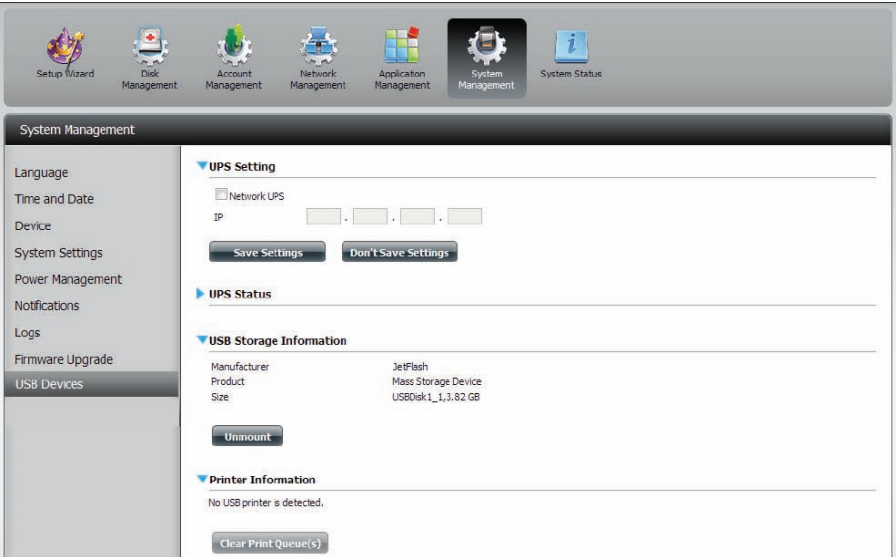 Setup Wizard
Disk
Management
Account
Management
Network
Management
Application
Management
System
Management
System Status
System Management
Language
Time and Date
Device
System Settings
Power Management
Notifications
Logs
Firmware Upgrade
USB Devices
UPS Setting
Network UPS
IP . . .
Save Settings Don't Save Settings
UPS Status
USB Storage Information
Manufacturer JetFlash
Product Mass Storage Device
Size USBDisk1_1,3.82 GB
Unmount
Printer Information
No USB printer is detected.
Clear Print Queue(s)